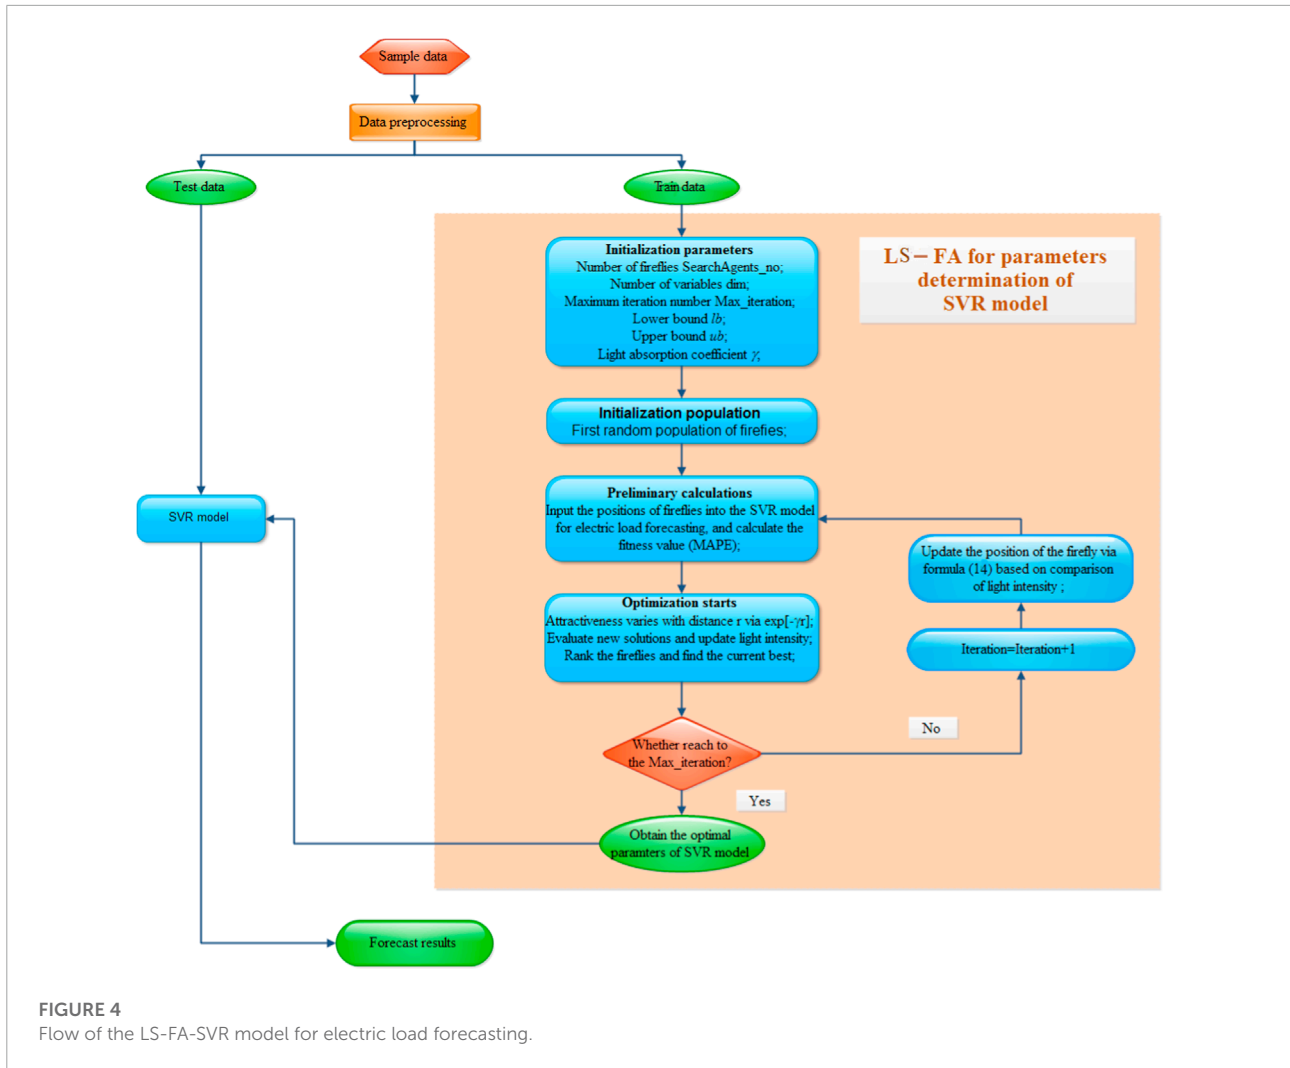 Sample data
Data preprocessing
Test data
Train data
LS– FA for parameters
determination of
SVR model
Initialization parameters
Number of fireflies SearchAgents_no;
Number of variables dim;
Maximum iteration number Max_iteration;
Lower bound lb;
Upper bound ub;
Light absorption coefficient γ;
Initialization population
First random population of firefies;
Preliminary calculations
Input the positions of fireflies into the SVR model
for electric load forecasting, and calculate the
fitness value (MAPE);
SVR model
Update the position of the firefly via
formula (14) based on comparison
of light intensity ;
Optimization starts
Attractiveness varies with distance r via exp[-γr];
Evaluate new solutions and update light intensity;
Rank the fireflies and find the current best;
Iteration=Iteration+1
No
Whether reach to
the Max_iteration?
Yes
Obtain the optimal
paramters of SVR model
Forecast results
FIGURE 4
Flow of the LS-FA-SVR model for electric load forecasting.